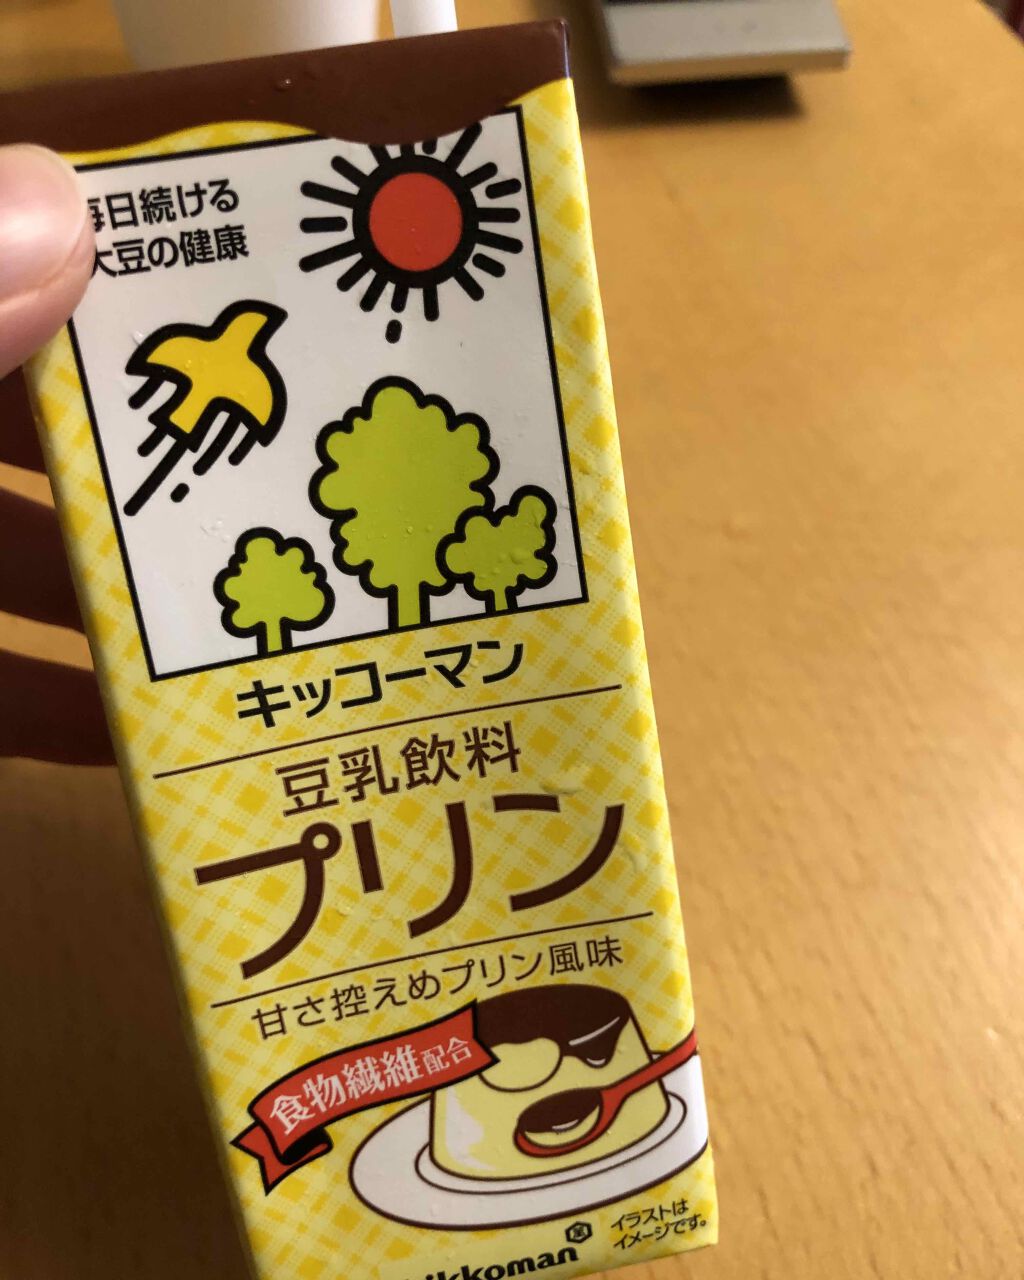 毎日続ける
大豆の健康
キッコーマン
豆乳飲料
プリン
甘さ控えめプリン風味
食物繊維配合
イラストは
イメージです。
kikkoman